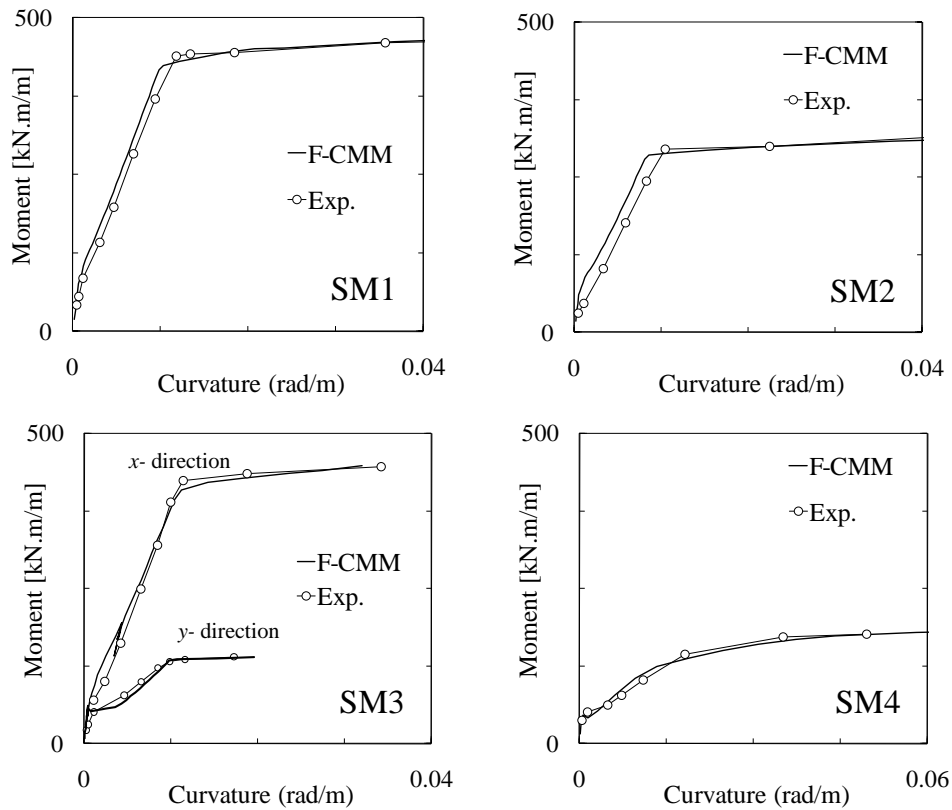 500
Moment [kN.m/m]
F-CMM
Exp.
SM1
0
0
0.04
Curvature (rad/m)
500
Moment [kN.m/m]
F-CMM
Exp.
SM2
0
0
0.04
Curvature (rad/m)
500
x- direction
Moment [kN.m/m]
F-CMM
Exp.
y- direction
SM3
0
0
0.04
Curvature (rad/m)
500
Moment [kN.m/m]
F-CMM
Exp.
SM4
0
0
0.06
Curvature (rad/m)